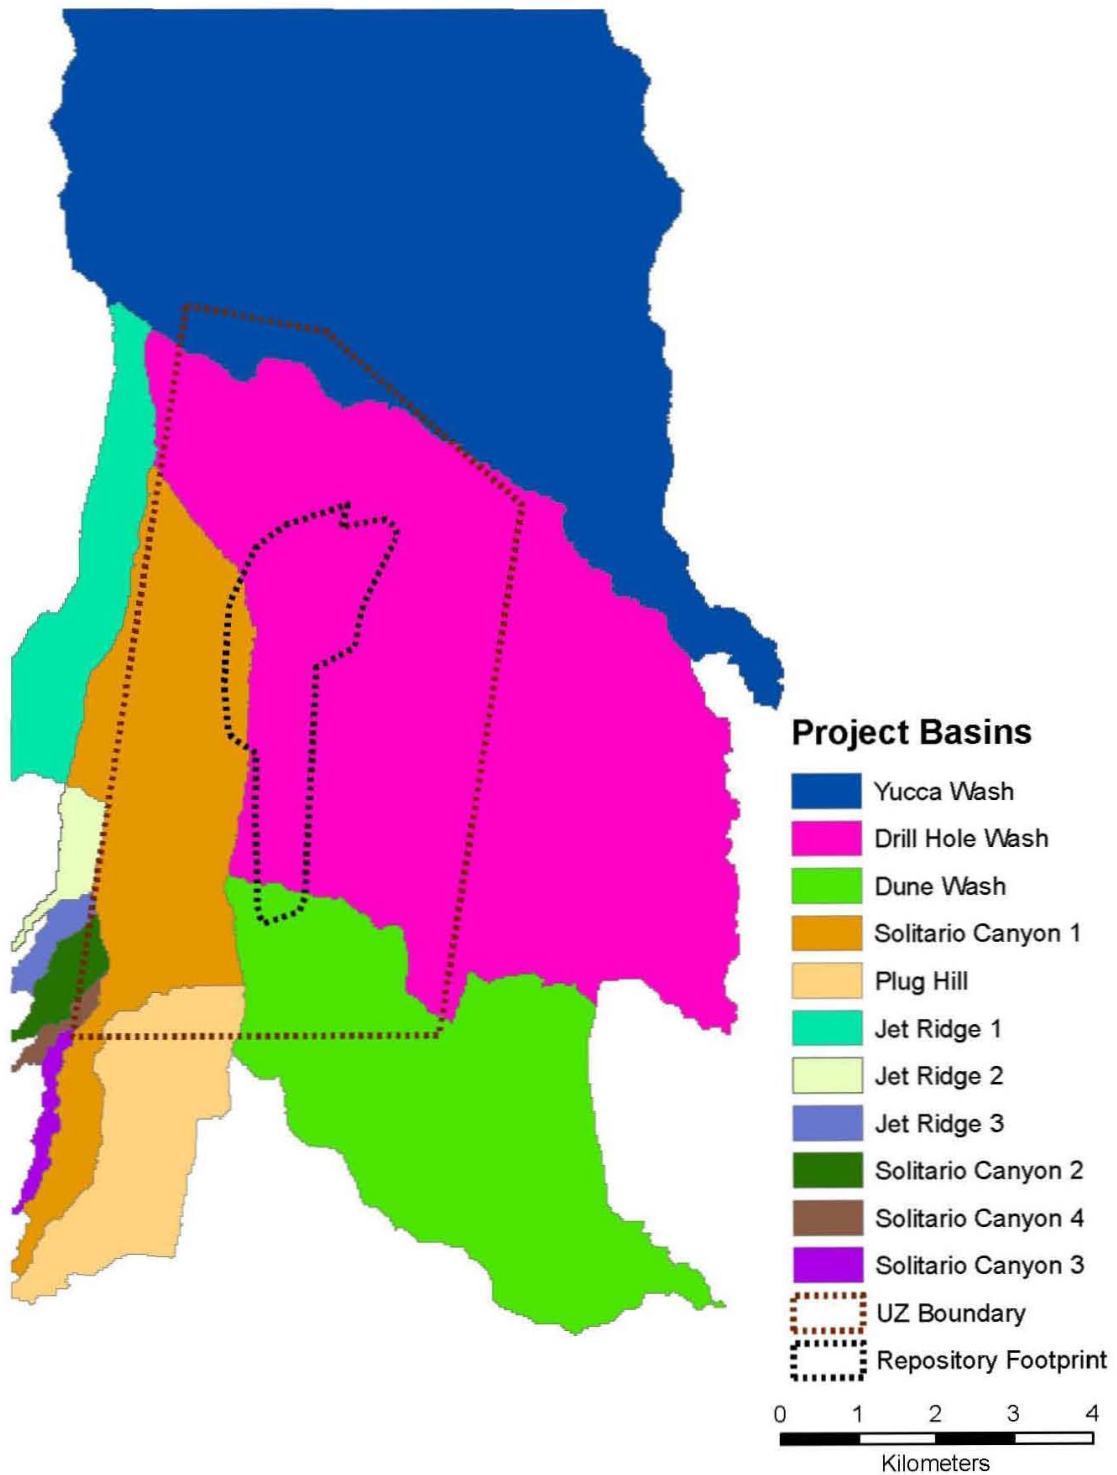 Project Basins
Yucca Wash
Drill Hole Wash
Dune Wash
Solitario Canyon 1
Plug Hill
Jet Ridge 1
Jet Ridge 2
Jet Ridge 3
Solitario Canyon 2
Solitario Canyon 4
Solitario Canyon 3
UZ Boundary
Repository Footprint
0 1 2 3 4
Kilometers